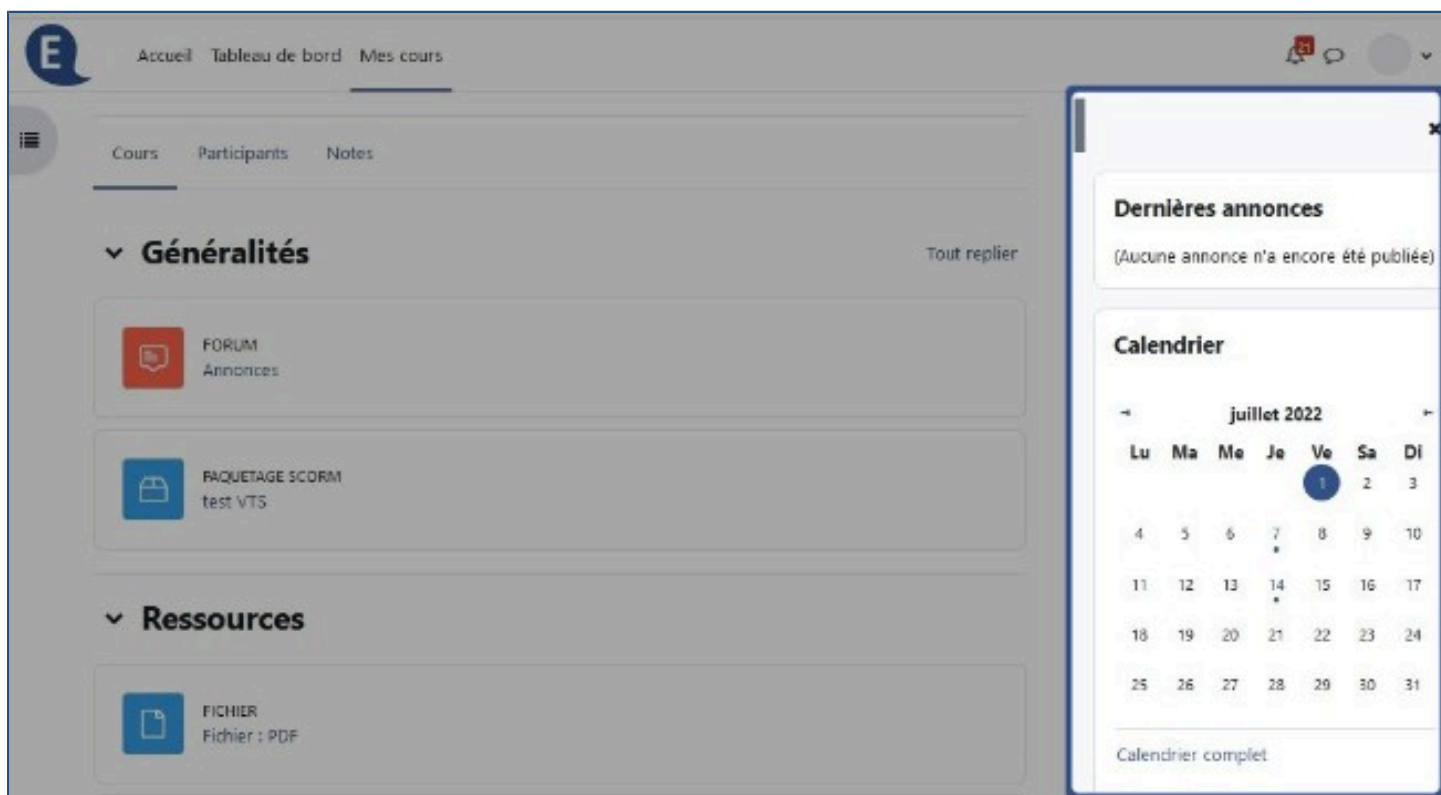 E
Accueil Tableau de bord Mes cours
21
Cours Participants Notes
Généralités
Tout replier
FORUM
Annonces
PAQUETAGE SCORM
test VTS
Ressources
FICHIER
Fichier : PDF
Dernières annonces
(Aucune annonce n'a encore été publiée)
Calendrier
juillet 2022
Lu Ma Me Je Ve Sa Di
1 2 3
4 5 6 7 8 9 10
11 12 13 14 15 16 17
18 19 20 21 22 23 24
25 26 27 28 29 30 31
Calendrier complet